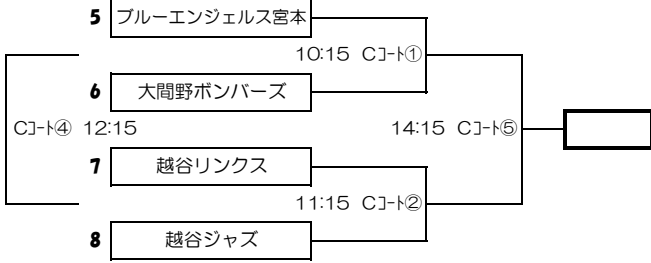 5 ブルーエンジェルス宮本
10:15 Cｺｰﾄ①
6 大間野ボンバーズ
Cｺｰﾄ④ 12:15
14:15 Cｺｰﾄ⑤
7 越谷リンクス
11:15 Cｺｰﾄ②
8 越谷ジャズ